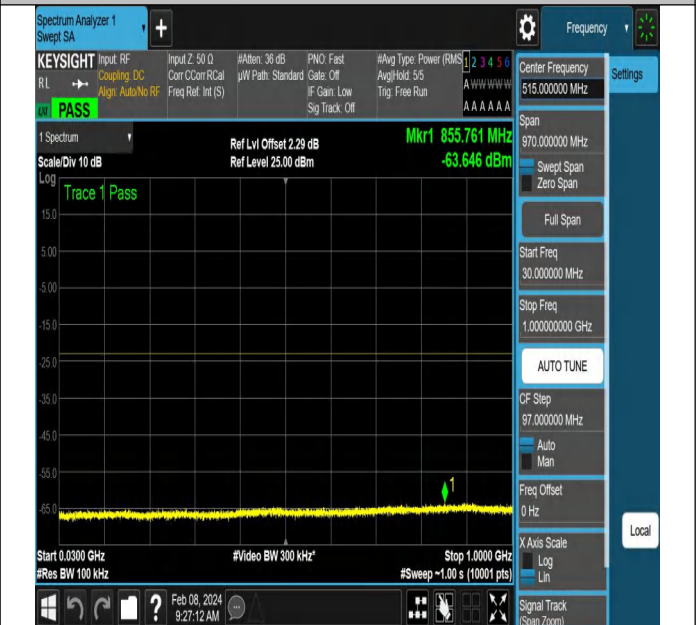 Spectrum Analyzer 1
Swept SA
+
Frequency
KEYSIGHT
RL
PASS
Input: RF
Coupling: DC
Align: Auto/No RF
Input Z: 50 Ω
Corr CCorr RCal
Freq Ref: Int (S)
#Atten: 36 dB
µW Path: Standard
PNO: Fast
Gate: Off
IF Gain: Low
Sig Track: Off
#Avg Type: Power (RMS
Avg|Hold: 5/5
Trig: Free Run
1 2 3 4 5 6
A W W W W W
A A A A A A
1 Spectrum
Scale/Div 10 dB
Ref Lvl Offset 2.29 dB
Ref Level 25.00 dBm
Mkr1 855.761 MHz
-63.646 dBm
Log
Trace 1 Pass
15.0
5.00
-5.00
-15.0
-25.0
-35.0
-45.0
-55.0
-65.0
1
Start 0.0300 GHz
#Res BW 100 kHz
#Video BW 300 kHz*
Stop 1.0000 GHz
#Sweep ~1.00 s (10001 pts)
Feb 08, 2024
9:27:12 AM
?
Center Frequency
515.000000 MHz
Settings
Span
970.000000 MHz
Swept Span
Zero Span
Full Span
Start Freq
30.000000 MHz
Stop Freq
1.000000000 GHz
AUTO TUNE
CF Step
97.000000 MHz
Auto
Man
Freq Offset
0 Hz
Local
X Axis Scale
Log
Lin
Signal Track
(Span Zoom)